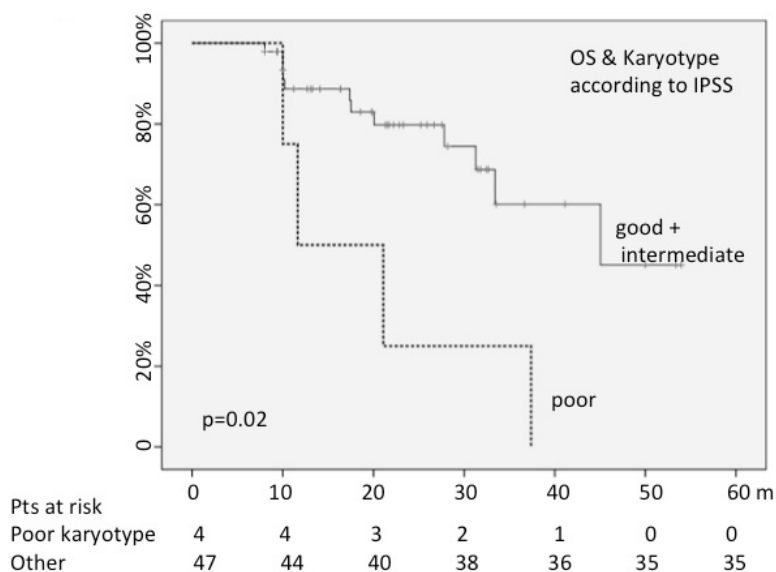 100%
80%
60%
40%
20%
0
OS & Karyotype
according to IPSS
good +
intermediate
poor
p=0.02
0 10 20 30 40 50 60 m
Pts at risk
Poor karyotype 4 4 3 2 1 0 0
Other 47 44 40 38 36 35 35